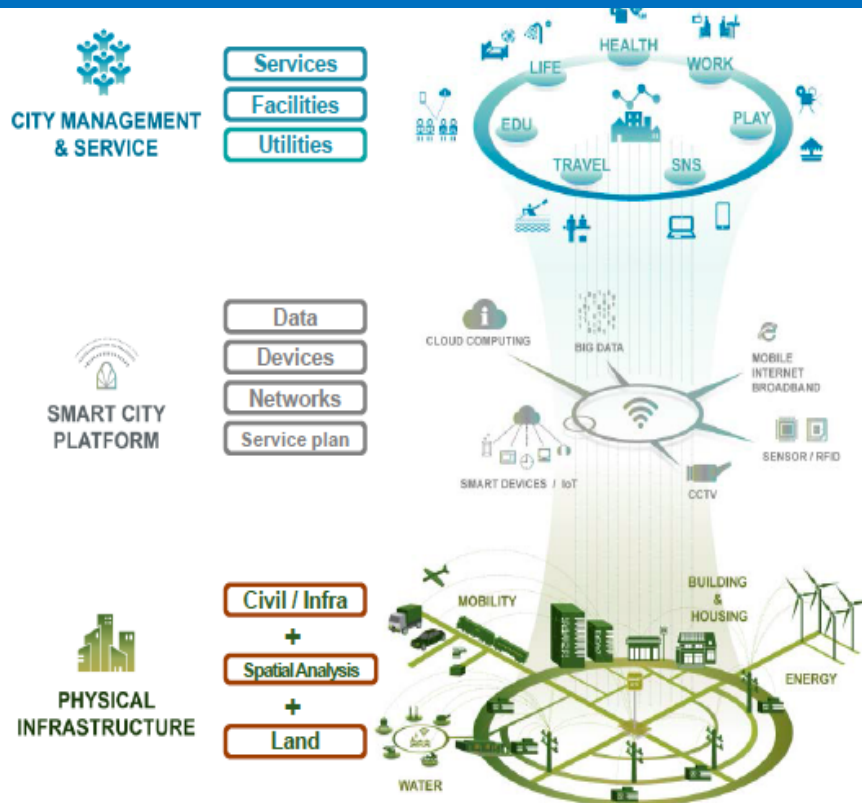 CITY MANAGEMENT
& SERVICE
Services
Facilities
Utilities
HEALTH
LIFE
WORK
EDU
PLAY
TRAVEL
SNS
SMART CITY
PLATFORM
Data
Devices
Networks
Service plan
CLOUD COMPUTING
BIG DATA
MOBILE
INTERNET
BROADBAND
SENSOR / RFID
SMART DEVICES / IoT
CCTV
PHYSICAL
INFRASTRUCTURE
Civil / Infra
+
Spatial Analysis
+
Land
MOBILITY
BUILDING
&
HOUSING
ENERGY
WATER